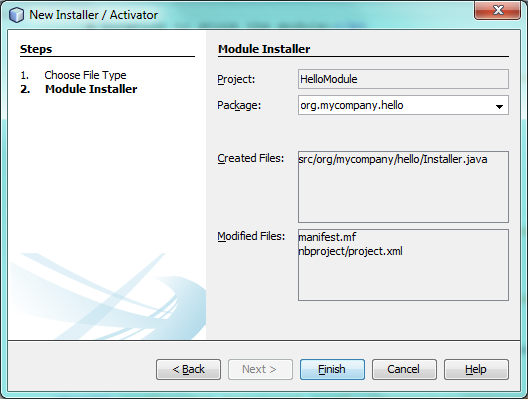 New Installer / Activator
Steps
1. Choose File Type
2. Module Installer
Module Installer
Project: HelloModule
Package: org.mycompany.hello
Created Files: src/org/mycompany/hello/Installer.java
Modified Files: manifest.mf
nbproject/project.xml
< Back Next > Finish Cancel Help